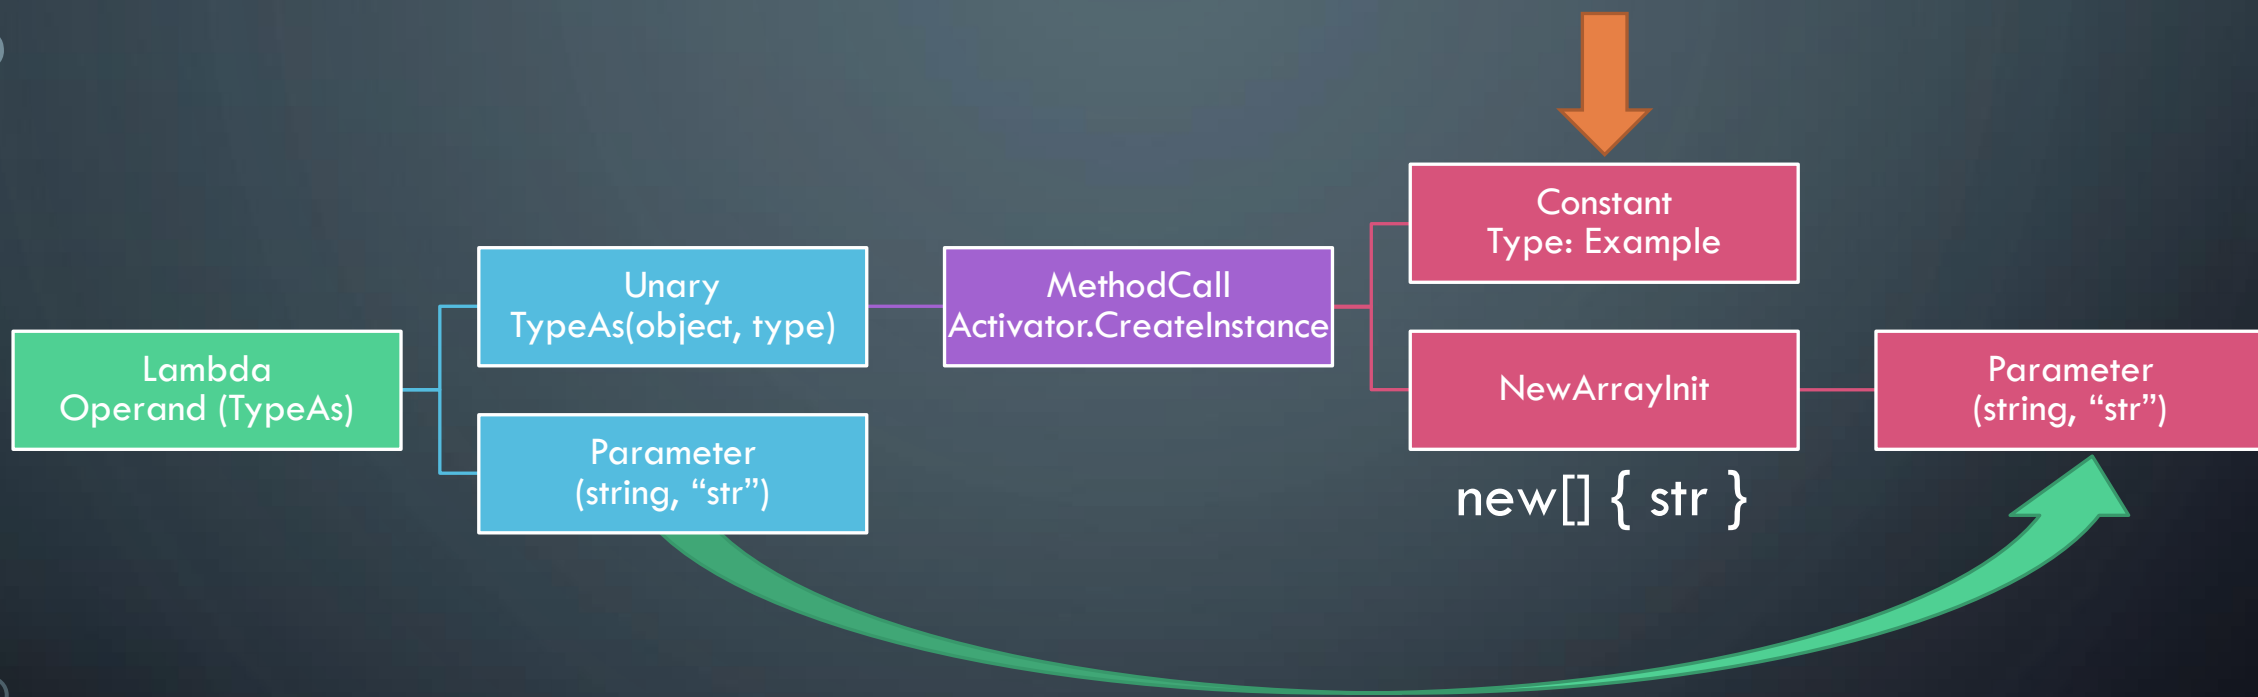 Lambda
Operand (TypeAs)
Unary
TypeAs(object, type)
Parameter
(string, “str”)
MethodCall
Activator.CreateInstance
Constant
Type: Example
NewArrayInit
new[] { str }
Parameter
(string, “str”)